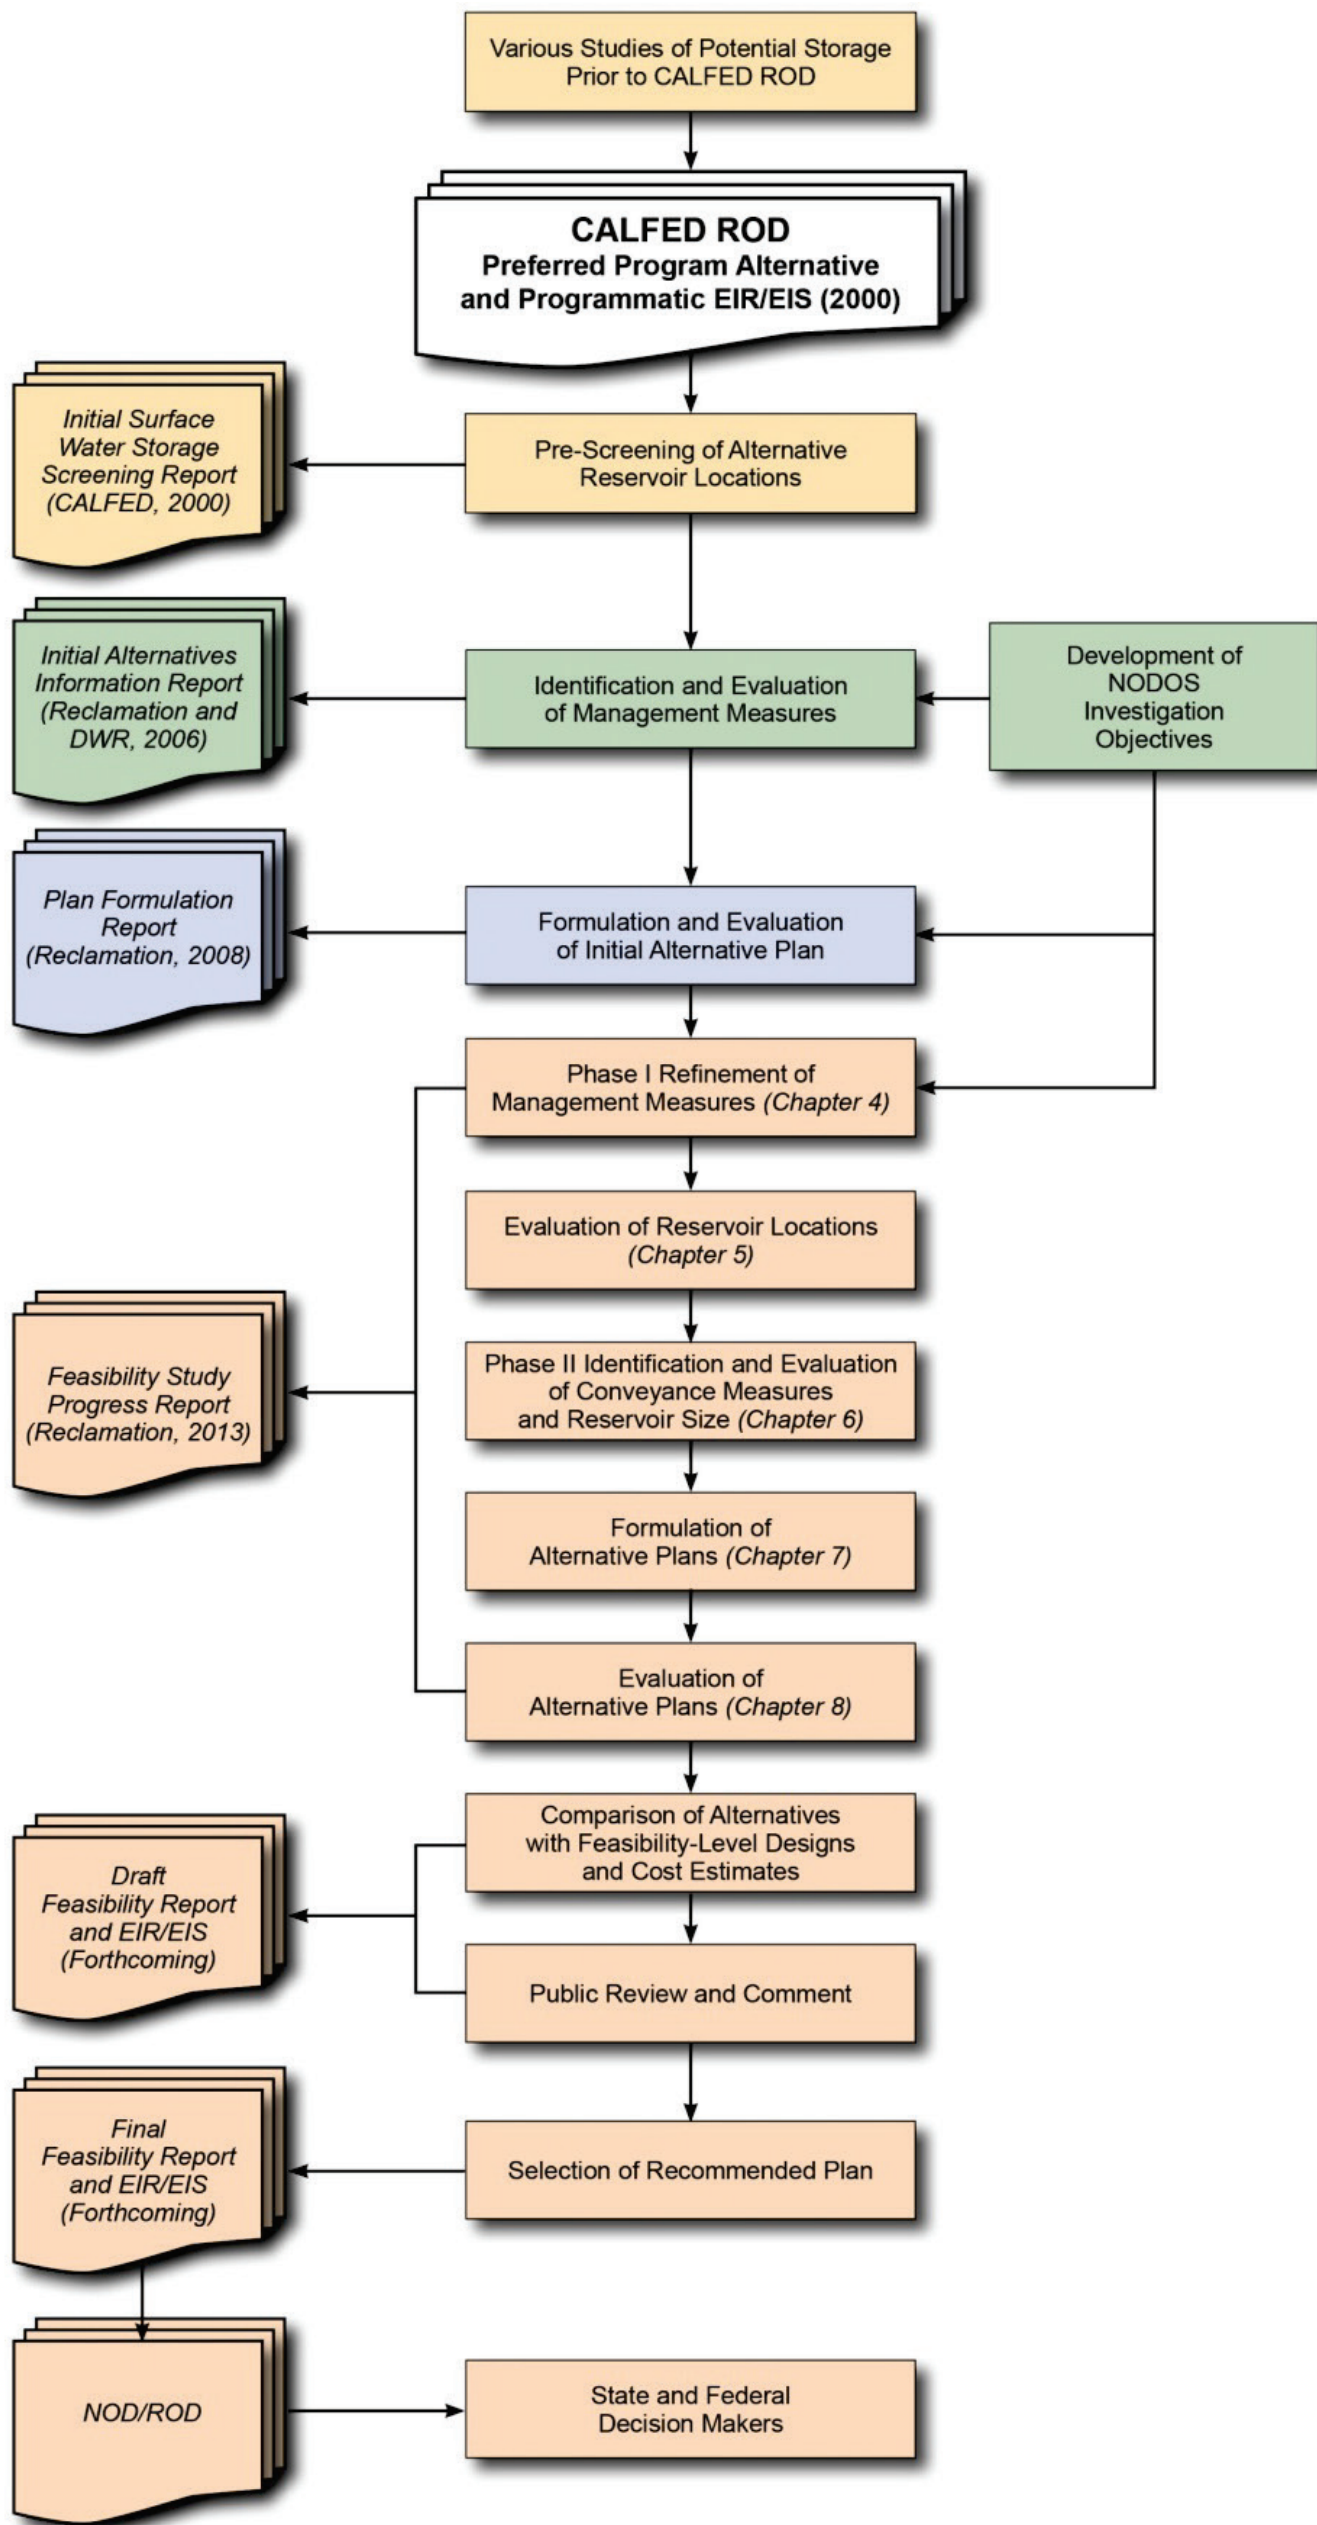 Various Studies of Potential Storage
Prior to CALFED ROD
CALFED ROD
Preferred Program Alternative
and Programmatic EIR/EIS (2000)
Initial Surface
Water Storage
Screening Report
(CALFED, 2000)
Pre-Screening of Alternative
Reservoir Locations
Initial Alternatives
Information Report
(Reclamation and
DWR, 2006)
Identification and Evaluation
of Management Measures
Development of
NODOS
Investigation
Objectives
Plan Formulation
Report
(Reclamation, 2008)
Formulation and Evaluation
of Initial Alternative Plan
Phase I Refinement of
Management Measures (Chapter 4)
Evaluation of Reservoir Locations
(Chapter 5)
Feasibility Study
Progress Report
(Reclamation, 2013)
Phase II Identification and Evaluation
of Conveyance Measures
and Reservoir Size (Chapter 6)
Formulation of
Alternative Plans (Chapter 7)
Evaluation of
Alternative Plans (Chapter 8)
Comparison of Alternatives
with Feasibility-Level Designs
and Cost Estimates
Draft
Feasibility Report
and EIR/EIS
(Forthcoming)
Public Review and Comment
Final
Feasibility Report
and EIR/EIS
(Forthcoming)
Selection of Recommended Plan
NOD/ROD
State and Federal
Decision Makers